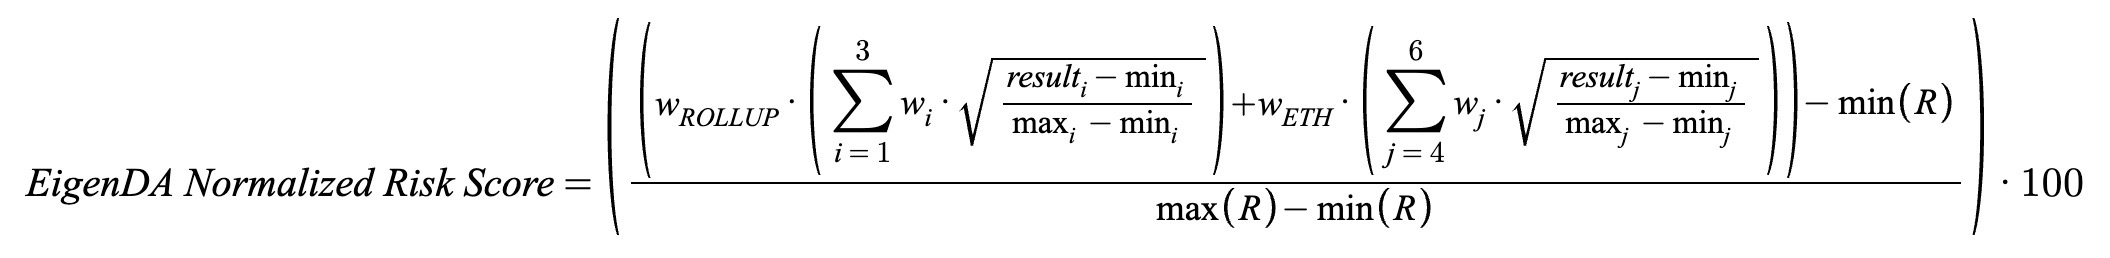 EigenDA Normalized Risk Score = ( ( ( w_ROLLUP · ( ∑_{i = 1}^{3} w_i · √( (result_i − min_i) / (max_i − min_i) ) ) + w_ETH · ( ∑_{j = 4}^{6} w_j · √( (result_j − min_j) / (max_j − min_j) ) ) ) − min(R) ) / ( max(R) − min(R) ) ) · 100